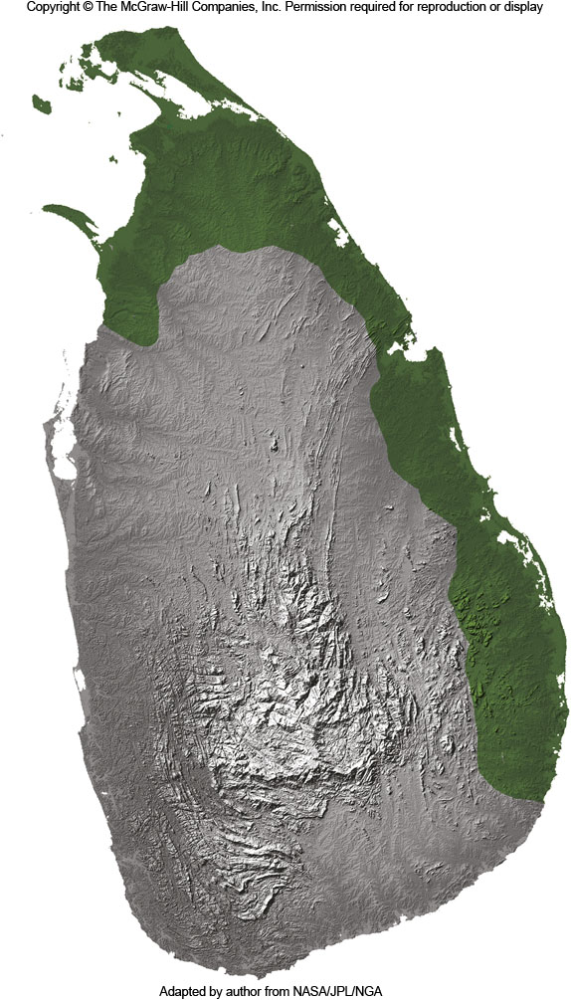 Copyright © The McGraw-Hill Companies, Inc. Permission required for reproduction or display
Adapted by author from NASA/JPL/NGA